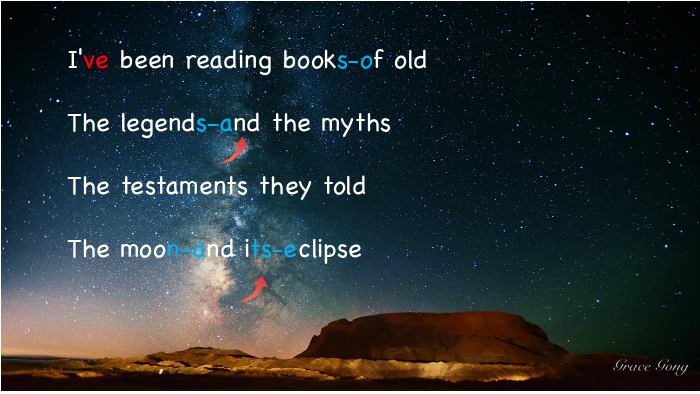 I've been reading books-of old
The legends-and the myths
The testaments they told
The moon-and its-eclipse
Grace Gong